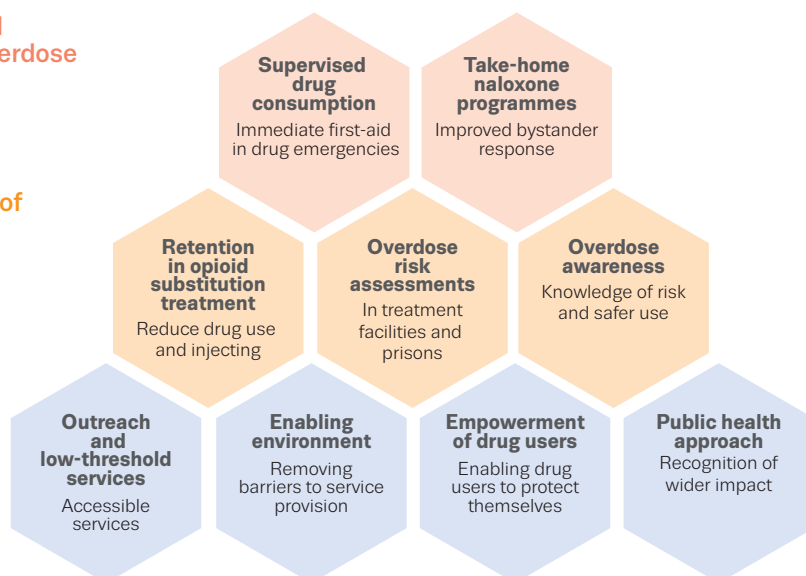 erdose
Supervised
drug
consumption
Immediate first-aid
in drug emergencies
Take-home
naloxone
programmes
Improved bystander
response
of
Retention
in opioid
substitution
treatment
Reduce drug use
and injecting
Overdose
risk
assessments
In treatment
facilities and
prisons
Overdose
awareness
Knowledge of risk
and safer use
Outreach
and
low-threshold
services
Accessible
services
Enabling
environment
Removing
barriers to service
provision
Empowerment
of drug users
Enabling drug
users to protect
themselves
Public health
approach
Recognition of
wider impact